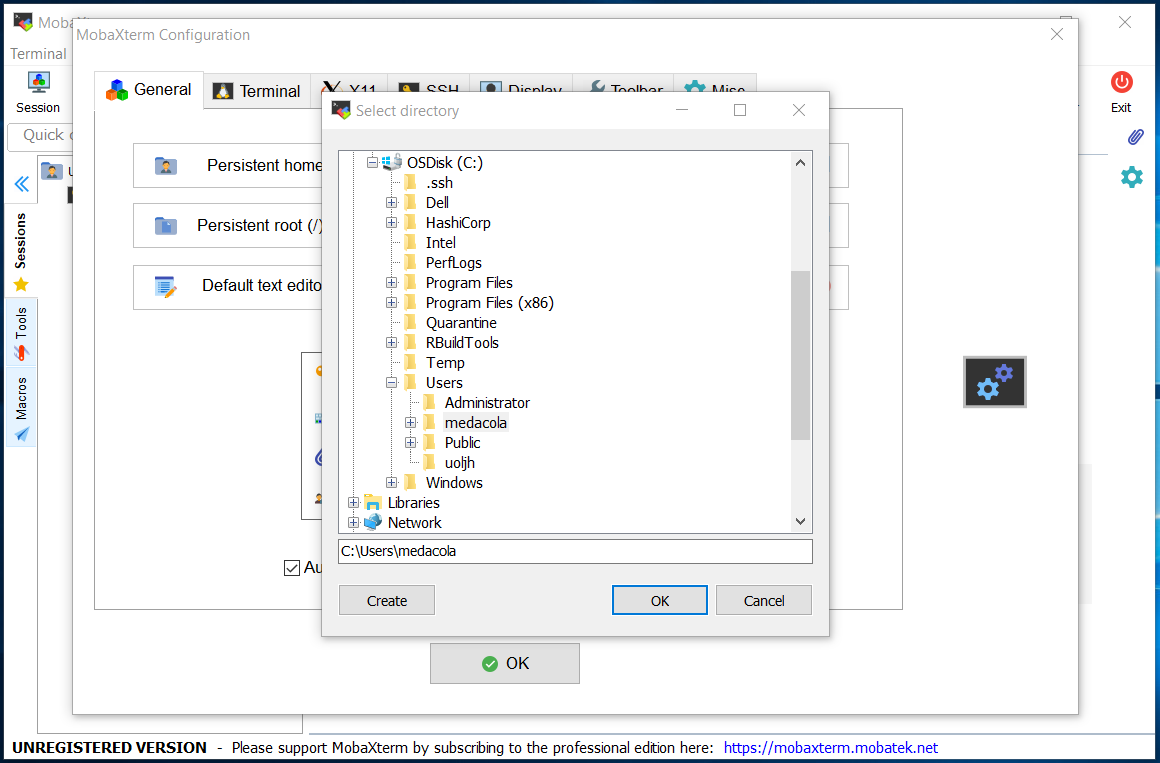 Moba
MobaXterm Configuration
Terminal
Session
Exit
Quick
General
Terminal
X11
SSH
Display
Toolbar
Misc
Select directory
Persistent home
Persistent root (/)
Default text edito
Sessions
Tools
Macros
OSDisk (C:)
.ssh
Dell
HashiCorp
Intel
PerfLogs
Program Files
Program Files (x86)
Quarantine
RBuildTools
Temp
Users
Administrator
medacola
Public
uoljh
Windows
Libraries
Network
C:\Users\medacola
Au
Create
OK
Cancel
OK
UNREGISTERED VERSION - Please support MobaXterm by subscribing to the professional edition here: https://mobaxterm.mobatek.net